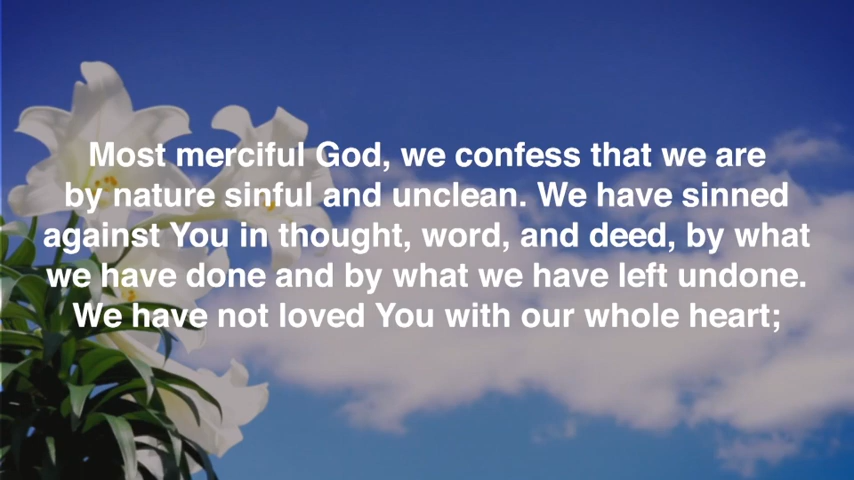 Most merciful God, we confess that we are
by nature sinful and unclean. We have sinned
against You in thought, word, and deed, by what
we have done and by what we have left undone.
We have not loved You with our whole heart;